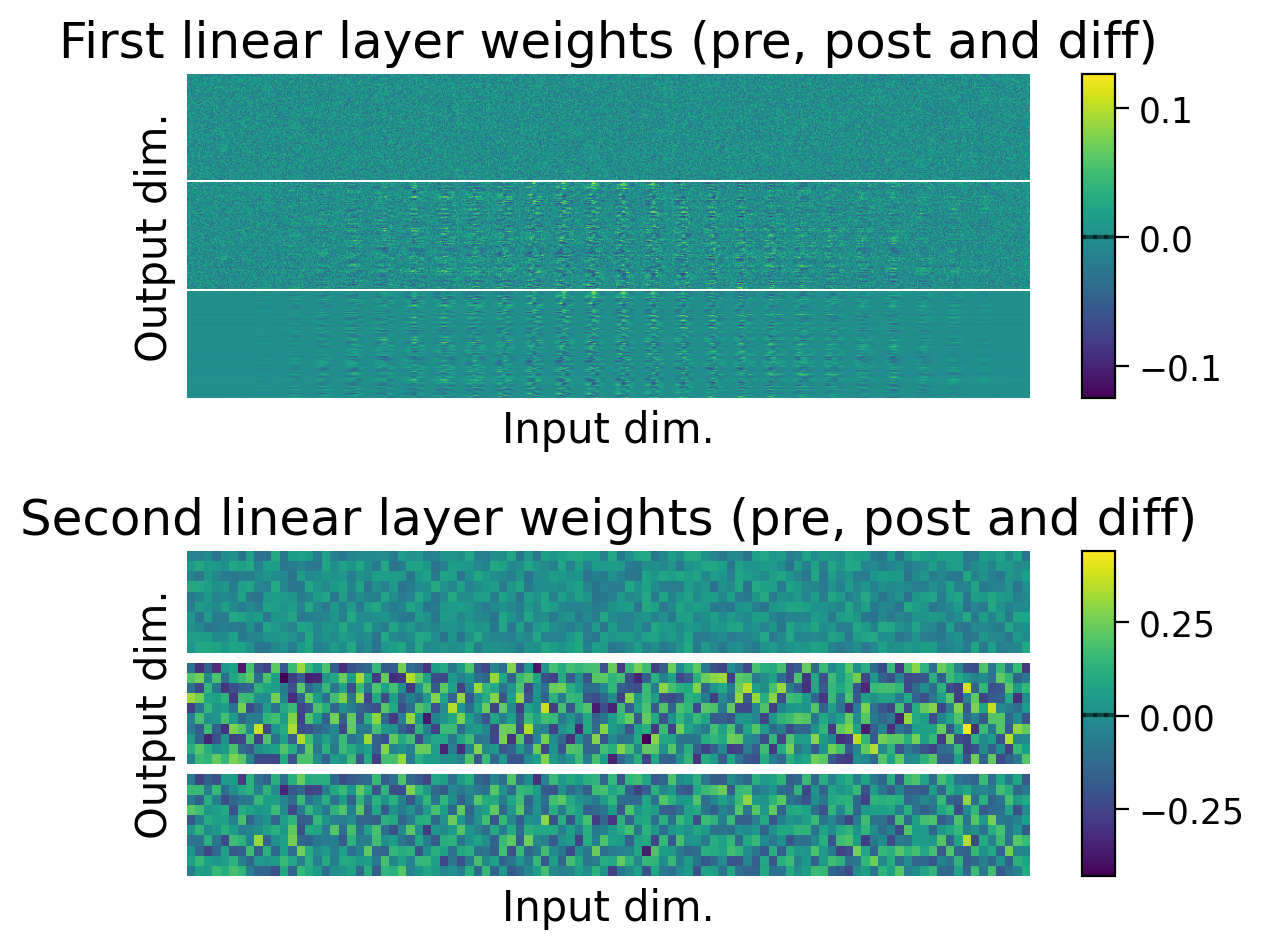 First linear layer weights (pre, post and diff)
Output dim.
0.1
0.0
−0.1
Input dim.
Second linear layer weights (pre, post and diff)
Output dim.
0.25
0.00
−0.25
Input dim.